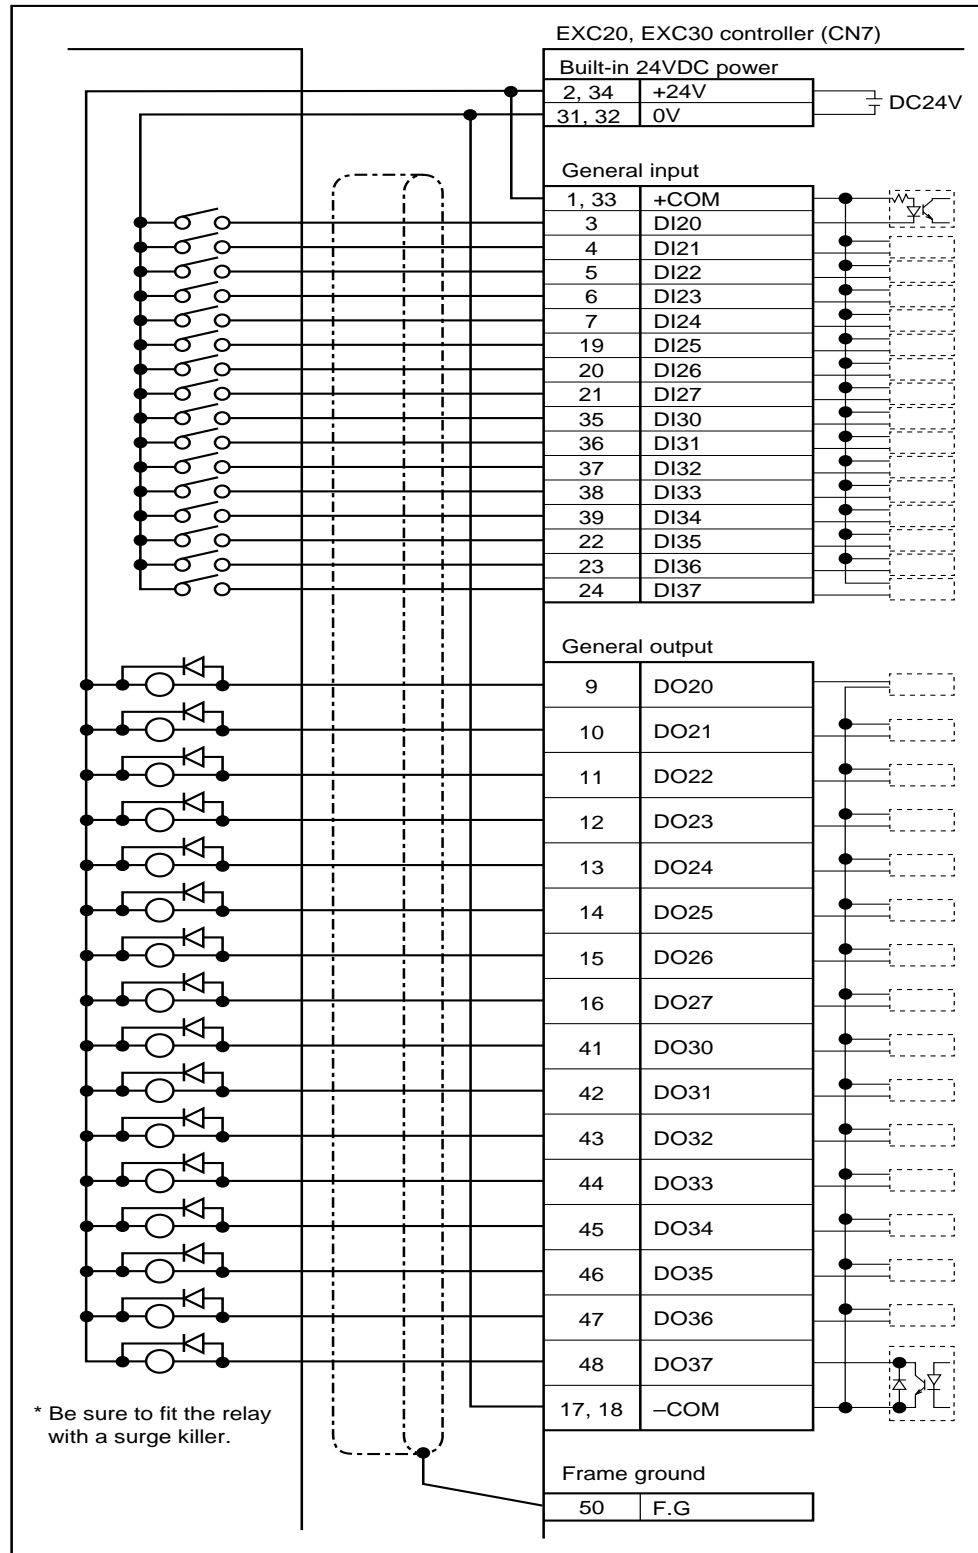 EXC20, EXC30 controller (CN7)
Built-in 24VDC power
2, 34 +24V
DC24V
31, 32 0V
General input
1, 33 +COM
3 DI20
4 DI21
5 DI22
6 DI23
7 DI24
19 DI25
20 DI26
21 DI27
35 DI30
36 DI31
37 DI32
38 DI33
39 DI34
22 DI35
23 DI36
24 DI37
General output
9 DO20
10 DO21
11 DO22
12 DO23
13 DO24
14 DO25
15 DO26
16 DO27
41 DO30
42 DO31
43 DO32
44 DO33
45 DO34
46 DO35
47 DO36
48 DO37
17, 18 –COM
* Be sure to fit the relay
with a surge killer.
Frame ground
50 F.G